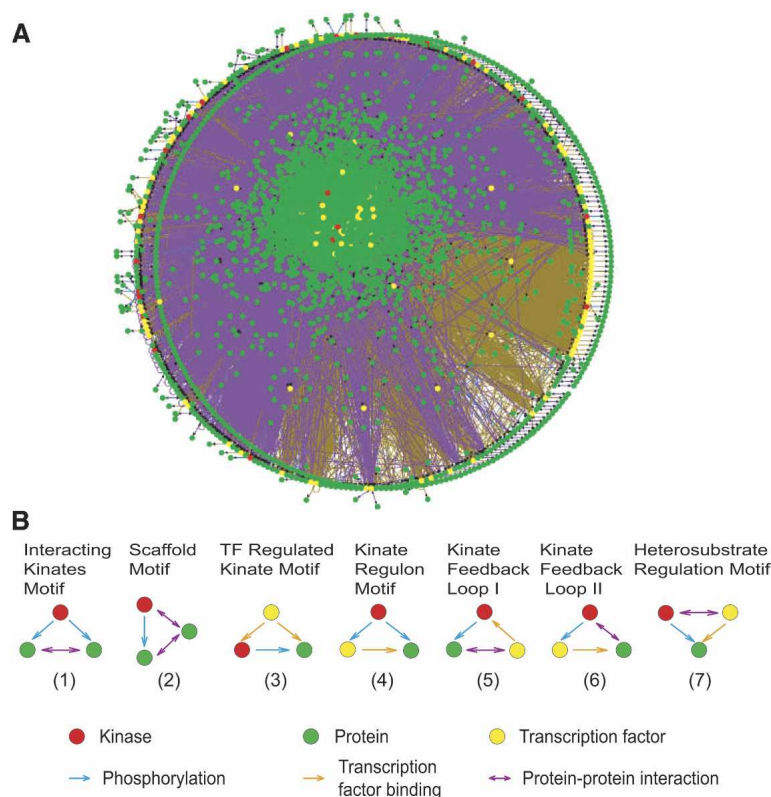 A
B
Interacting
Kinates
Motif
Scaffold
Motif
TF Regulated
Kinate Motif
Kinate
Regulon
Motif
Kinate
Feedback
Loop I
Kinate
Feedback
Loop II
Heterosubstrate
Regulation Motif
(1)
(2)
(3)
(4)
(5)
(6)
(7)
Kinase
Protein
Transcription factor
Phosphorylation
Transcription
factor binding
Protein-protein interaction